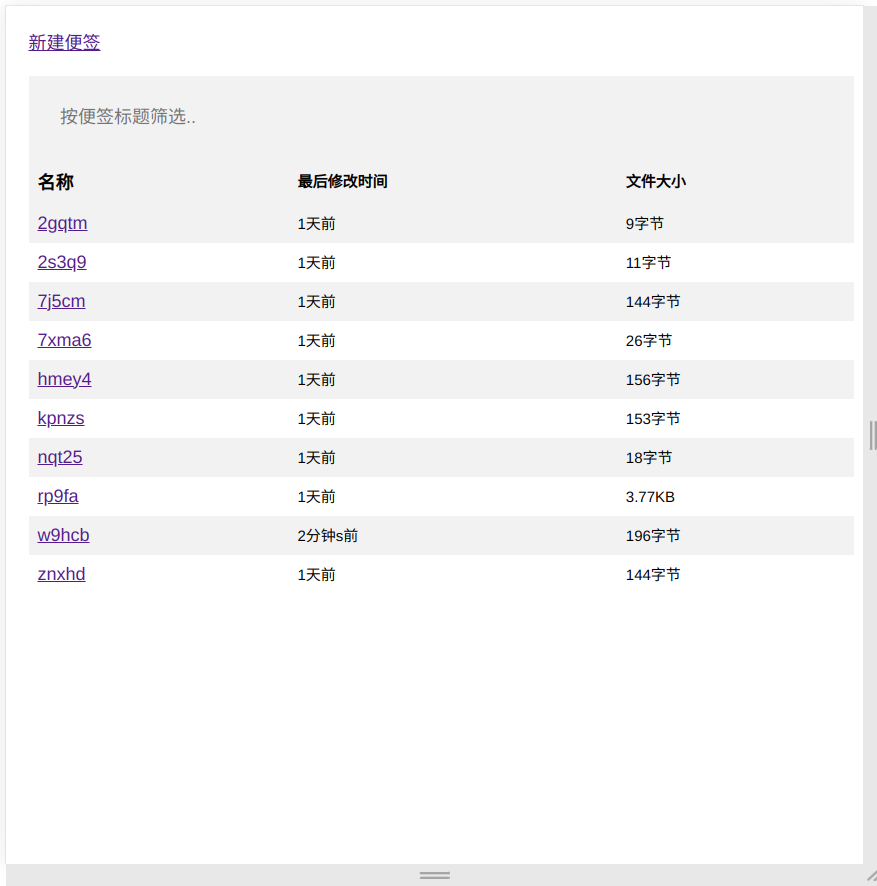 新建便签
按便签标题筛选..
名称 最后修改时间 文件大小
2gqtm 1天前 9字节
2s3q9 1天前 11字节
7j5cm 1天前 144字节
7xma6 1天前 26字节
hmey4 1天前 156字节
kpnzs 1天前 153字节
nqt25 1天前 18字节
rp9fa 1天前 3.77KB
w9hcb 2分钟s前 196字节
znxhd 1天前 144字节